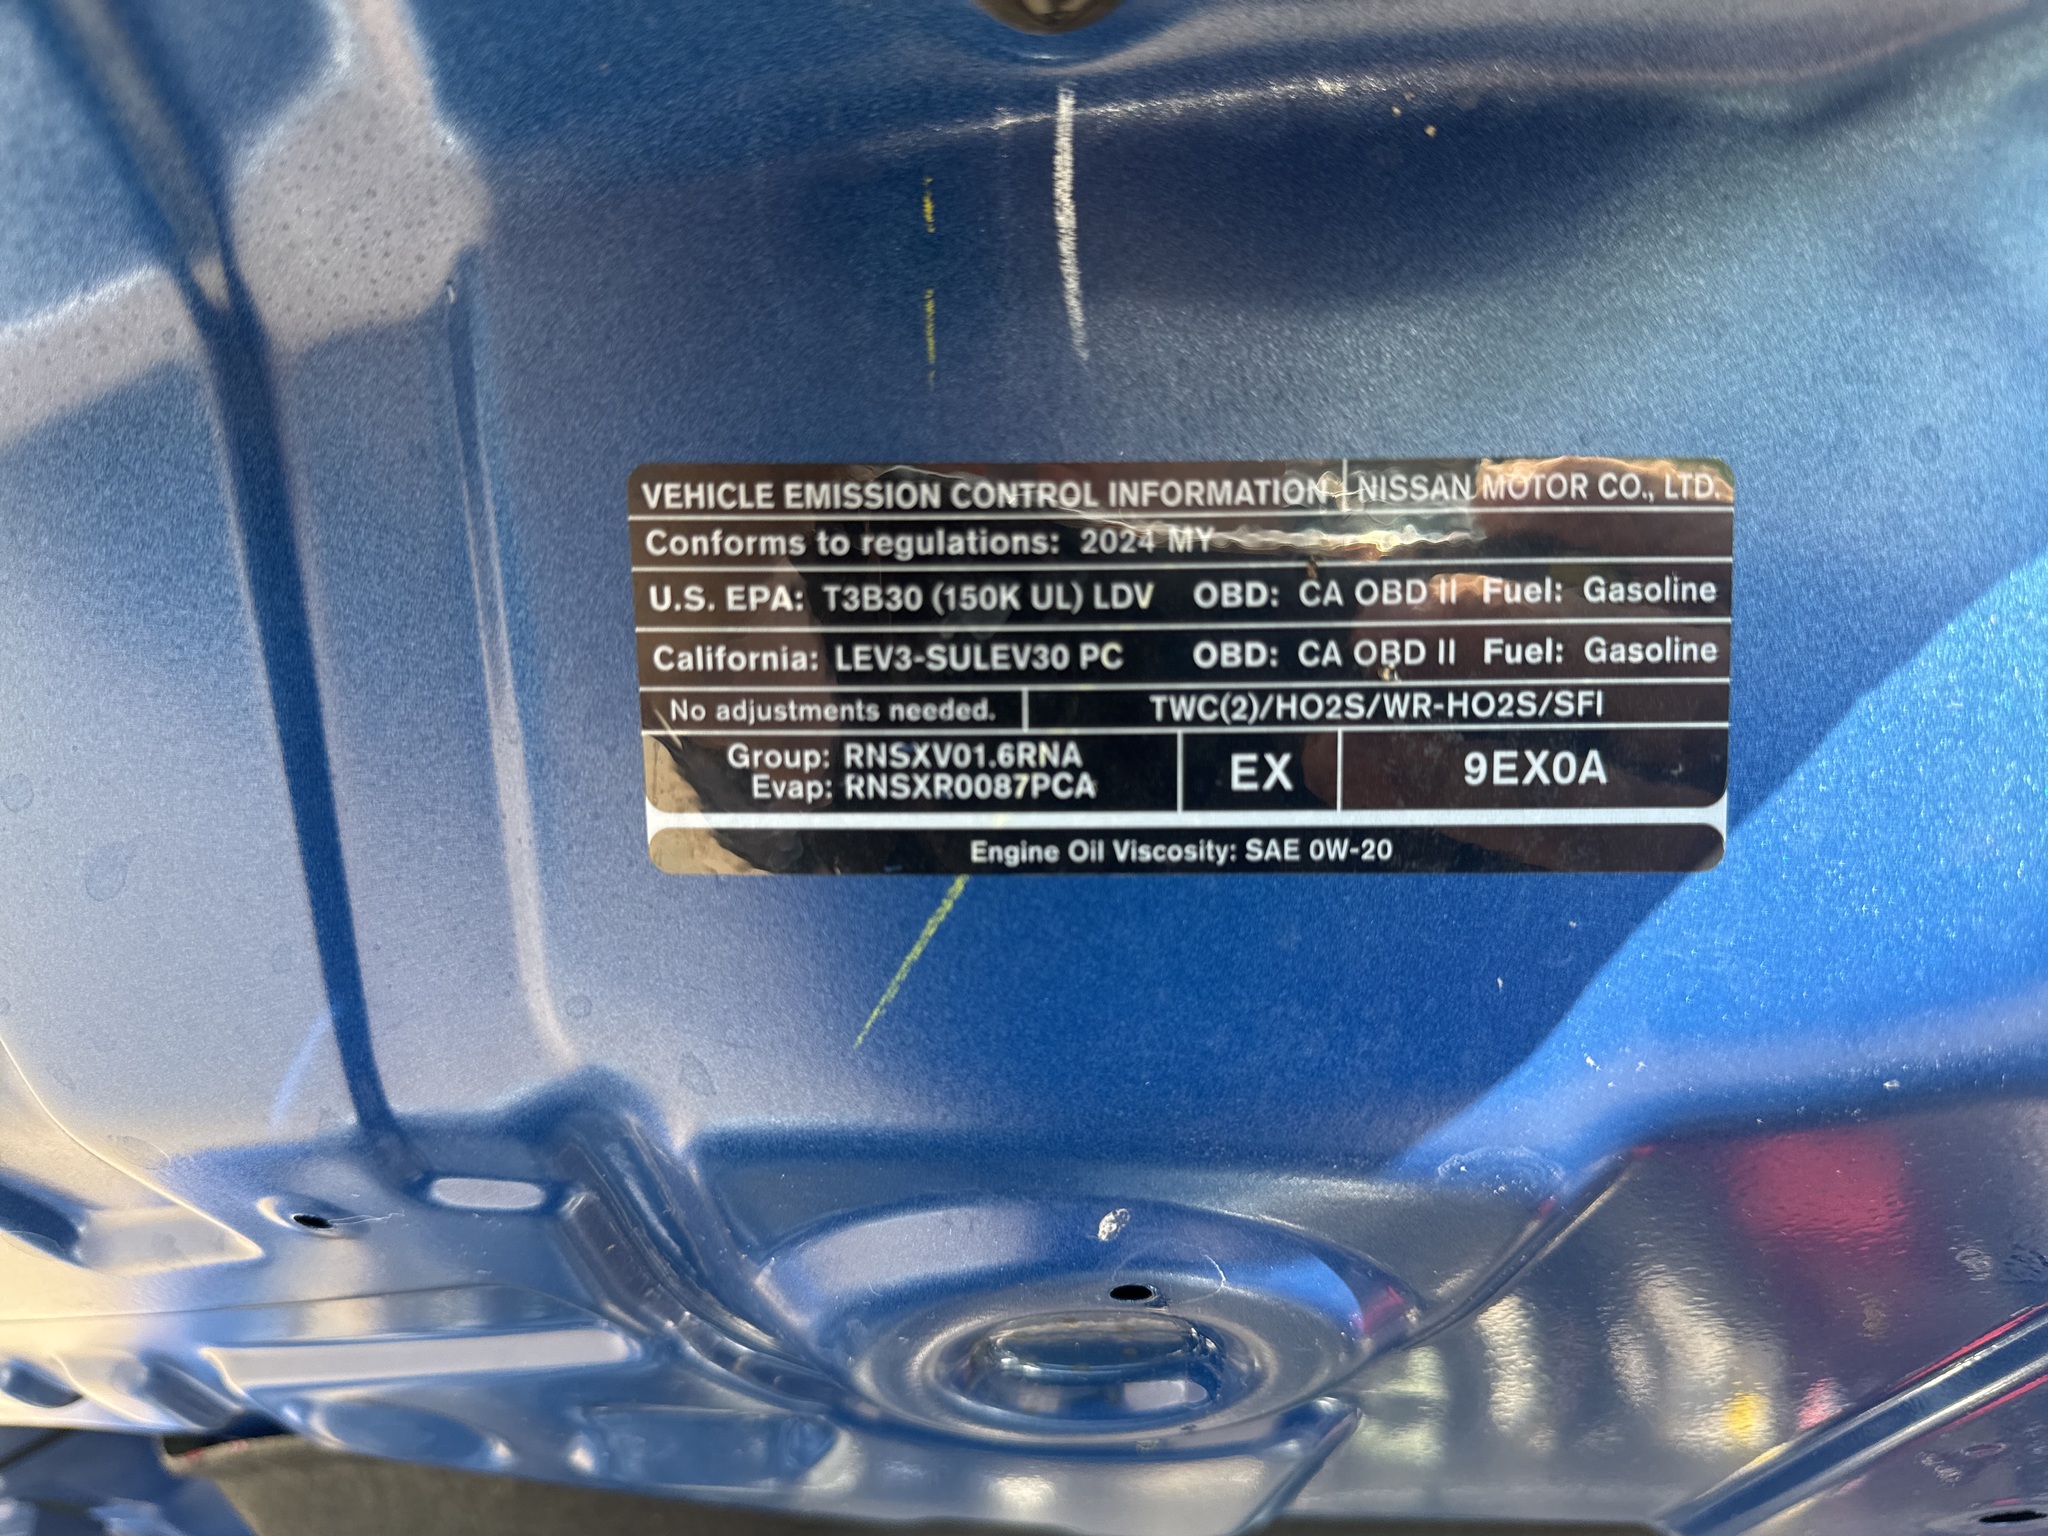 VEHICLE EMISSION CONTROL INFORMATION NISSAN MOTOR CO., LTD.
Conforms to regulations: 2024 MY
U.S. EPA: T3B30 (150K UL) LDV OBD: CA OBD II Fuel: Gasoline
California: LEV3-SULEV30 PC OBD: CA OBD II Fuel: Gasoline
No adjustments needed. TWC(2)/HO2S/WR-HO2S/SFI
Group: RNSXV01.6RNA
Evap: RNSXR0087PCA
EX
9EX0A
Engine Oil Viscosity: SAE 0W-20